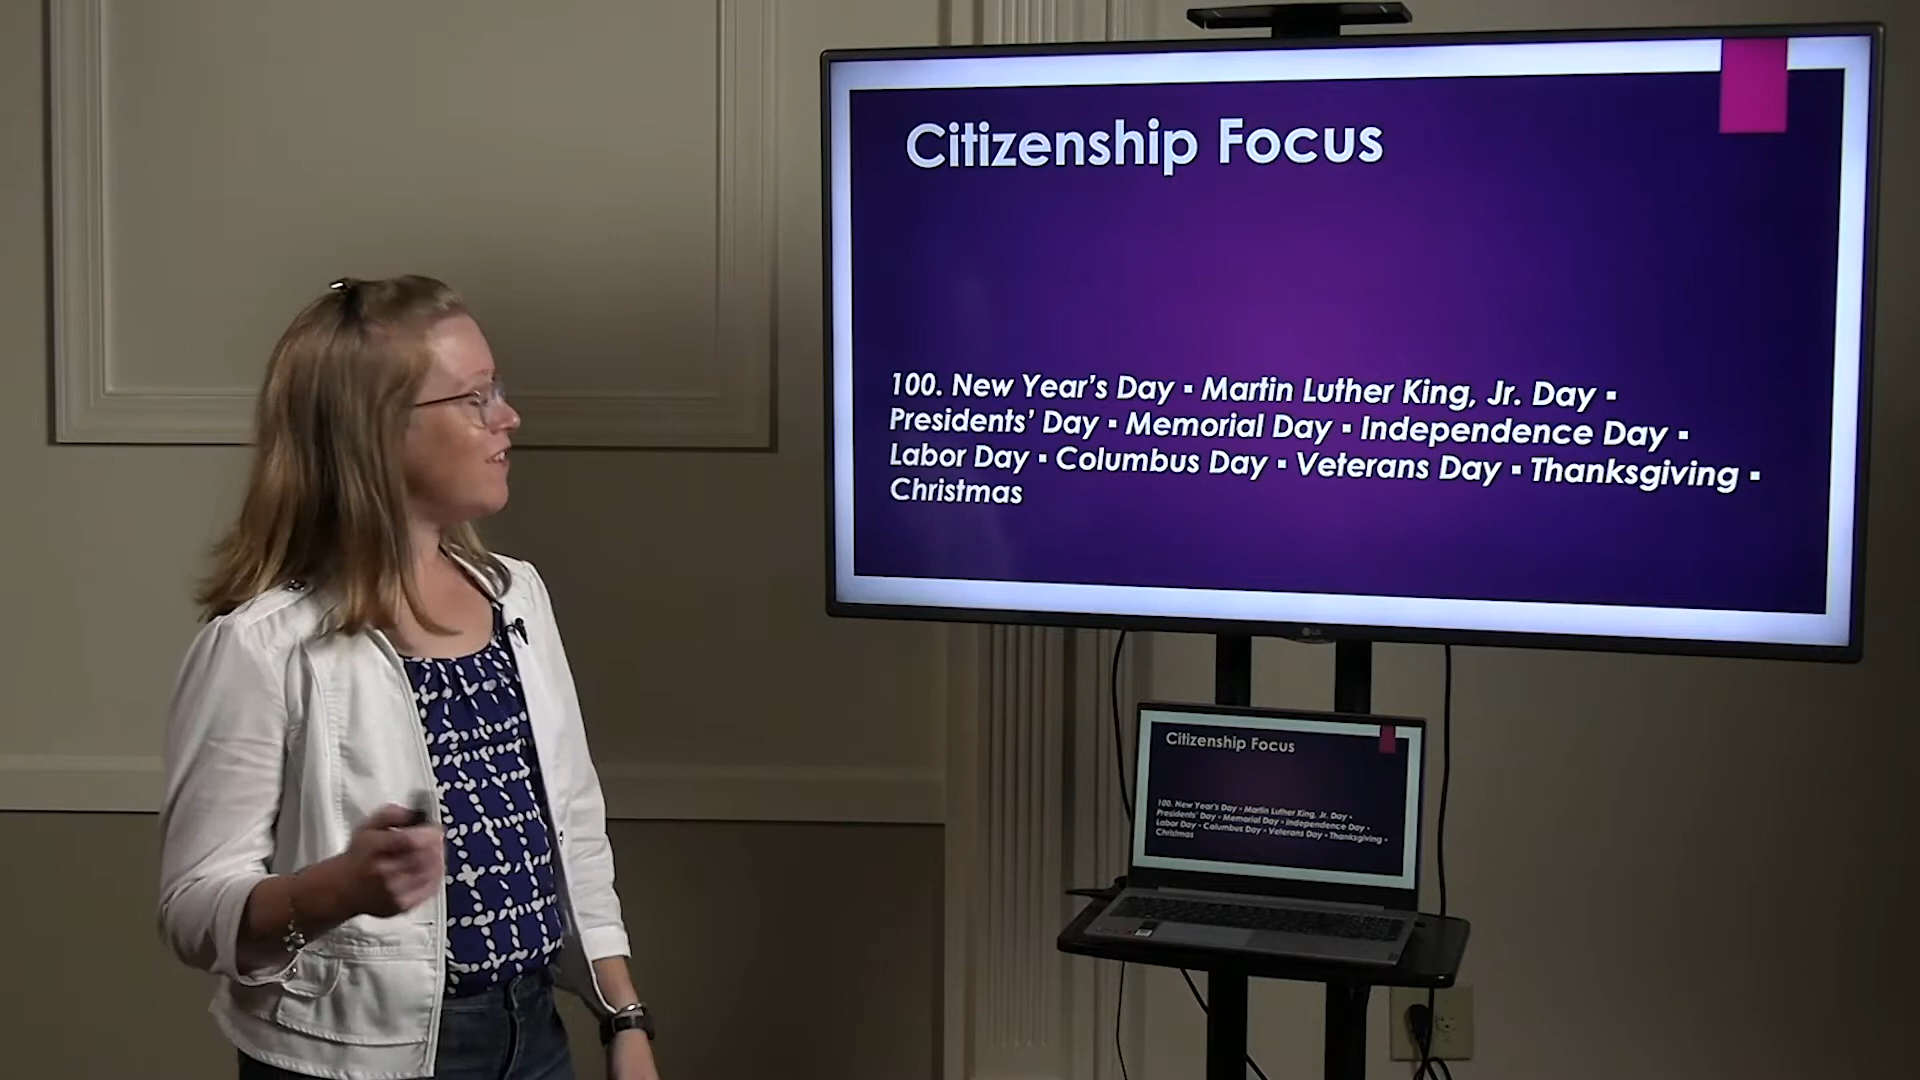 Citizenship Focus
100. New Year's Day ▪ Martin Luther King, Jr. Day ▪
Presidents' Day ▪ Memorial Day ▪ Independence Day ▪
Labor Day ▪ Columbus Day ▪ Veterans Day ▪ Thanksgiving ▪
Christmas
LG
Citizenship Focus
100. New Year's Day ▪ Martin Luther King, Jr. Day ▪
Presidents' Day ▪ Memorial Day ▪ Independence Day ▪
Labor Day ▪ Columbus Day ▪ Veterans Day ▪ Thanksgiving ▪
Christmas